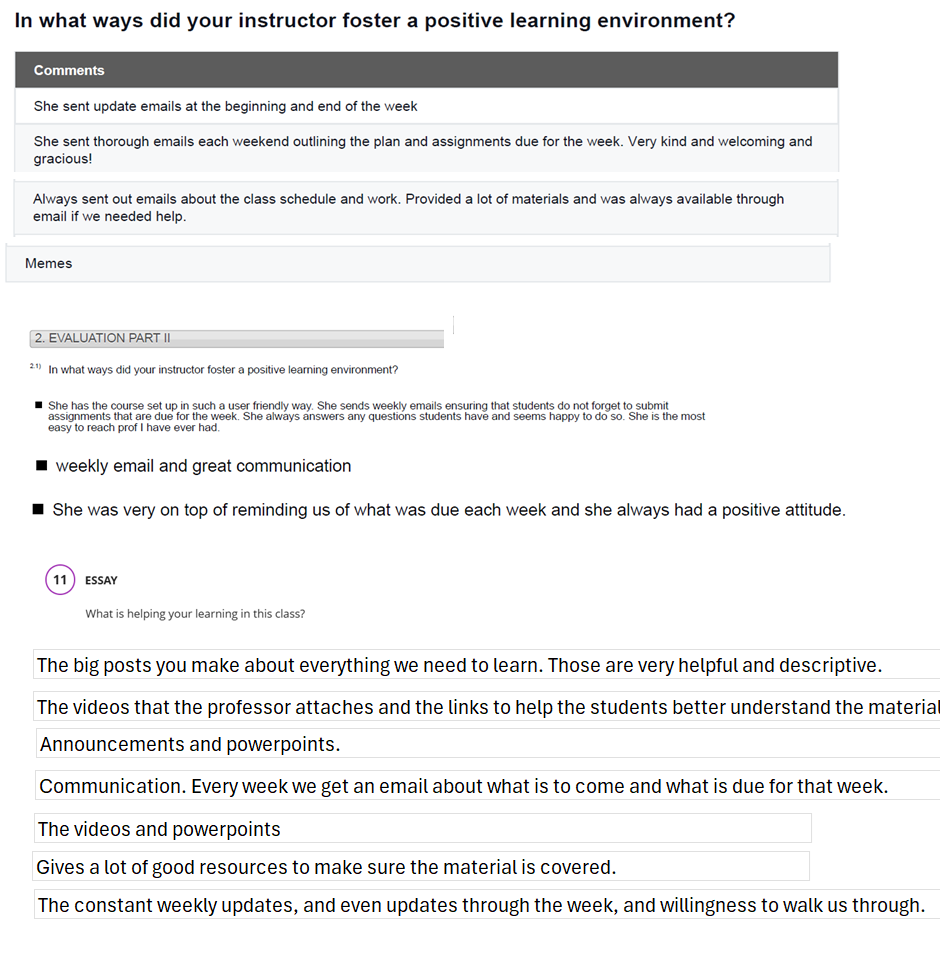 In what ways did your instructor foster a positive learning environment?
Comments
She sent update emails at the beginning and end of the week
She sent thorough emails each weekend outlining the plan and assignments due for the week. Very kind and welcoming and
gracious!
Always sent out emails about the class schedule and work. Provided a lot of materials and was always available through
email if we needed help.
Memes
2. EVALUATION PART II
2.1) In what ways did your instructor foster a positive learning environment?
■ She has the course set up in such a user friendly way. She sends weekly emails ensuring that students do not forget to submit
assignments that are due for the week. She always answers any questions students have and seems happy to do so. She is the most
easy to reach prof I have ever had.
■ weekly email and great communication
■ She was very on top of reminding us of what was due each week and she always had a positive attitude.
11 ESSAY
What is helping your learning in this class?
The big posts you make about everything we need to learn. Those are very helpful and descriptive.
The videos that the professor attaches and the links to help the students better understand the material
Announcements and powerpoints.
Communication. Every week we get an email about what is to come and what is due for that week.
The videos and powerpoints
Gives a lot of good resources to make sure the material is covered.
The constant weekly updates, and even updates through the week, and willingness to walk us through.